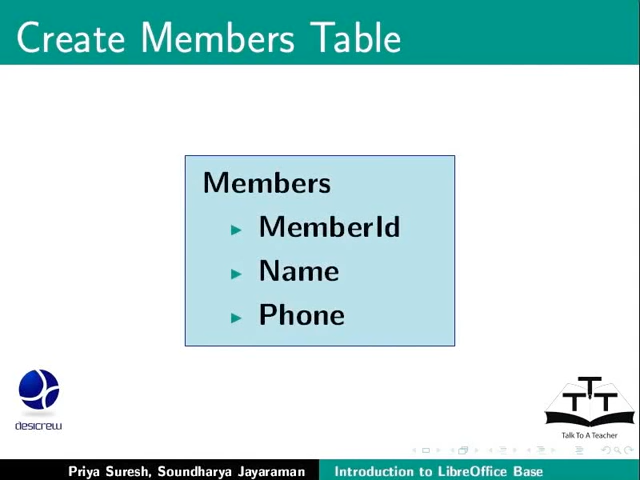 Create Members Table
Members
MemberId
Name
Phone
desicrew
T T T
Talk To A Teacher
Priya Suresh, Soundharya Jayaraman
Introduction to LibreOffice Base